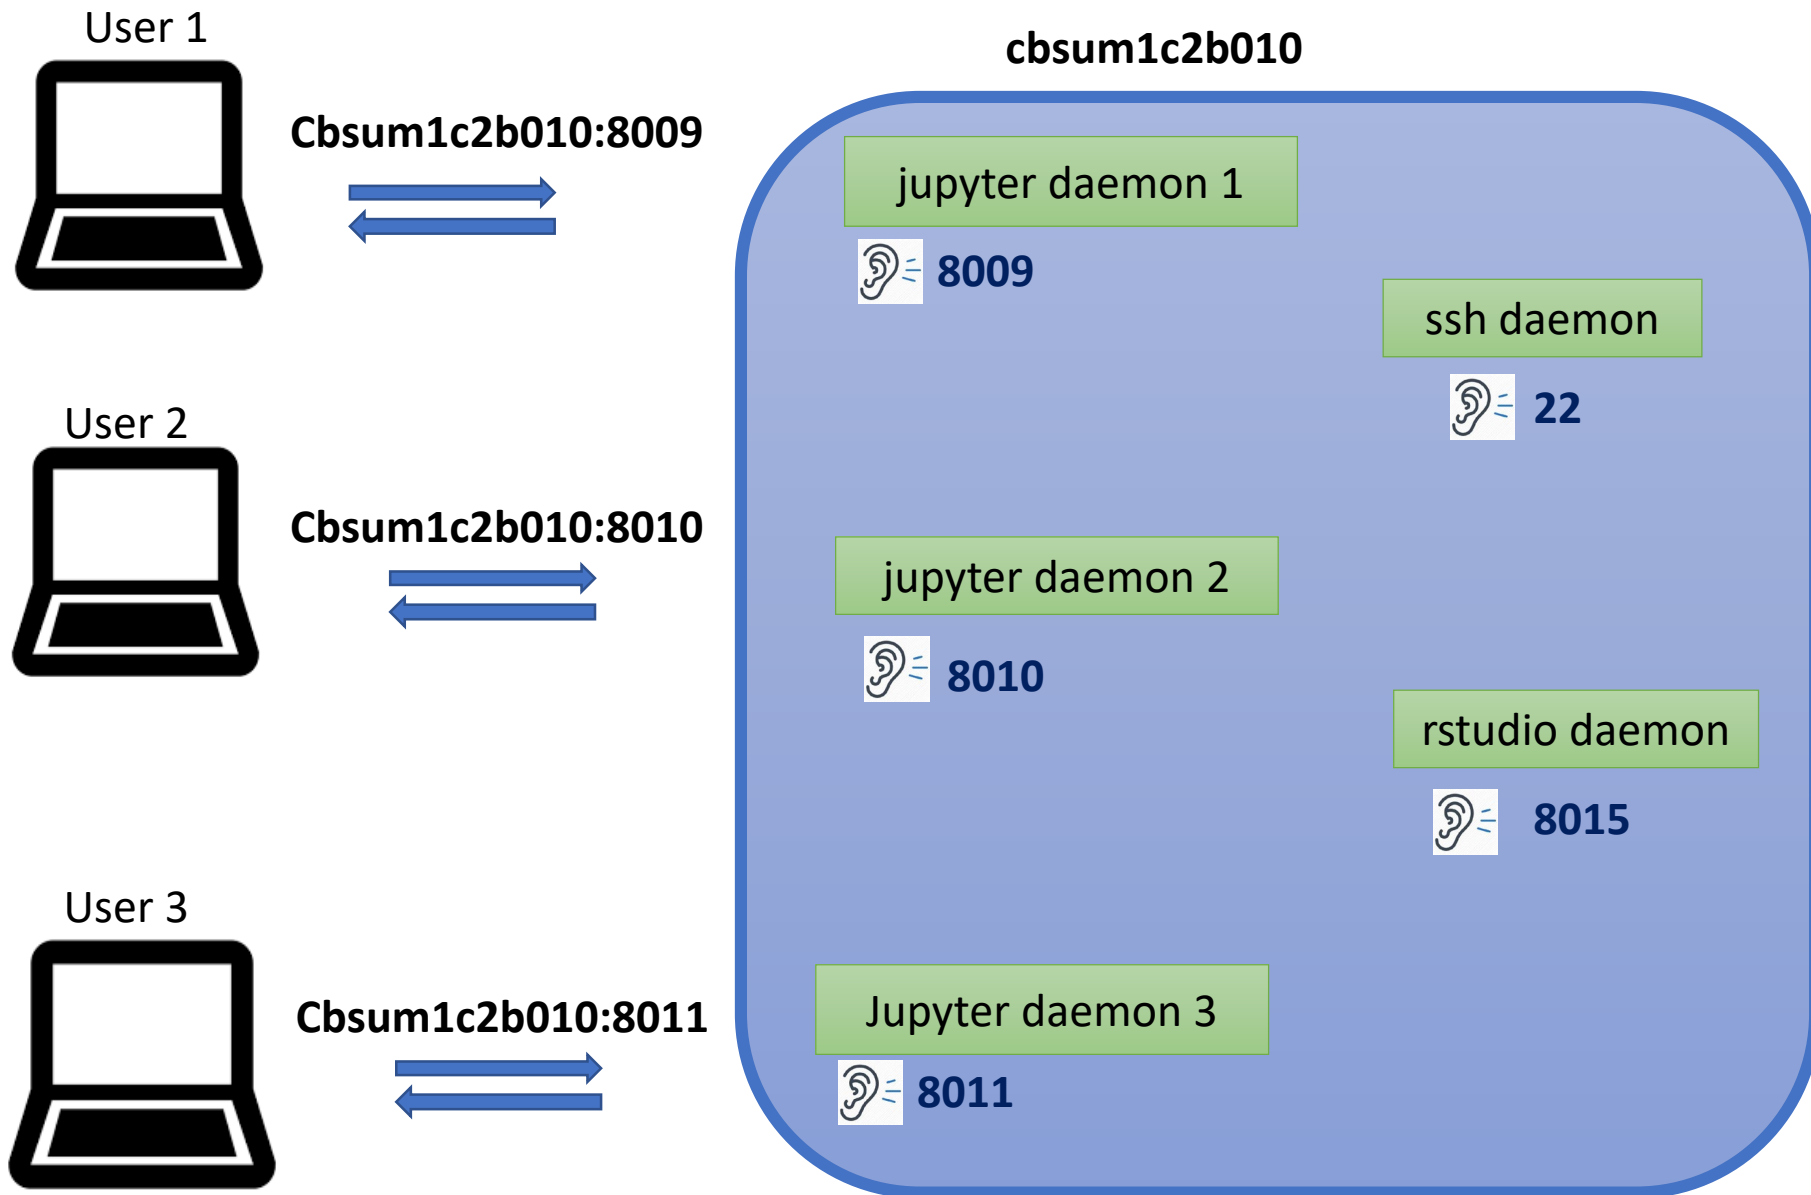 User 1
cbsum1c2b010
Cbsum1c2b010:8009
jupyter daemon 1
8009
ssh daemon
22
User 2
Cbsum1c2b010:8010
jupyter daemon 2
8010
rstudio daemon
8015
User 3
Cbsum1c2b010:8011
Jupyter daemon 3
8011